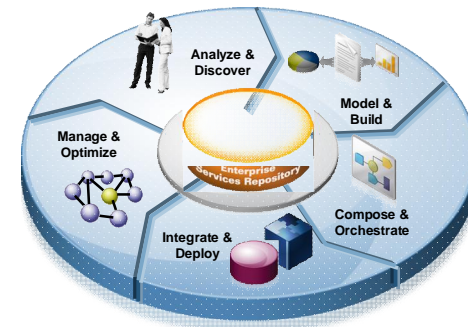 Analyze &
Discover
Model &
Build
Manage &
Optimize
Enterprise
Services Repository
Compose &
Orchestrate
Integrate &
Deploy